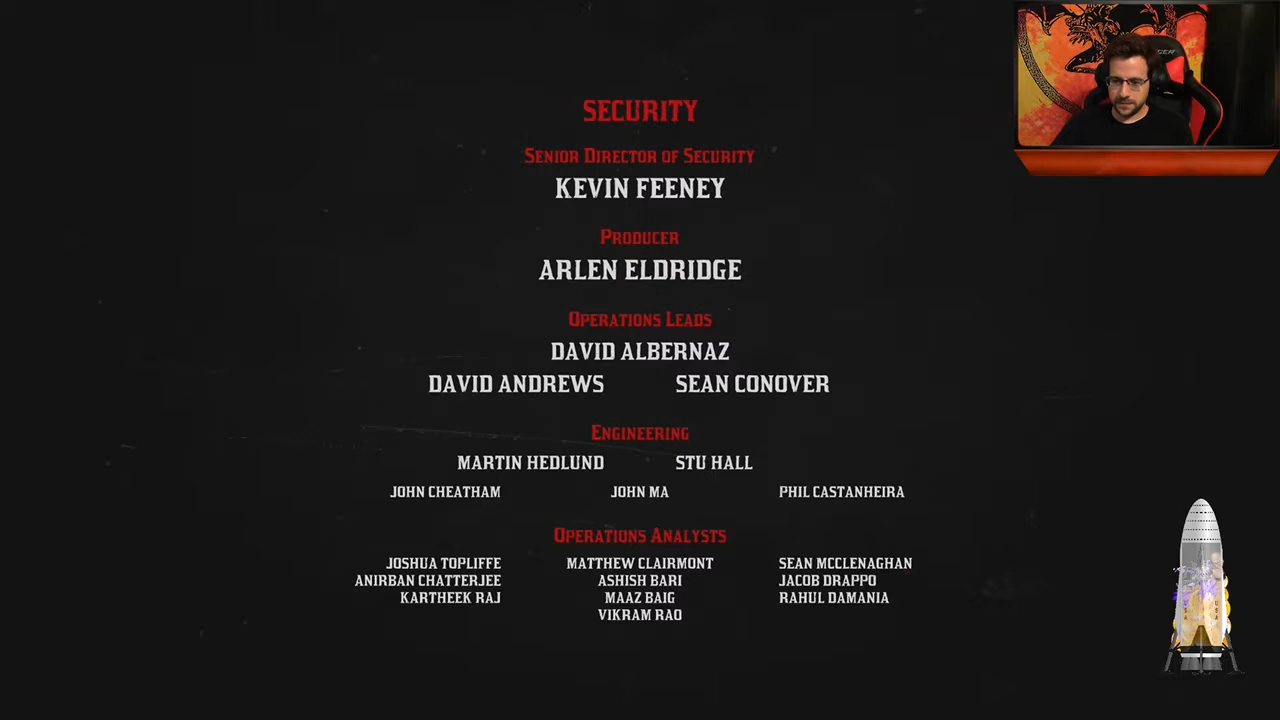 SECURITY
SENIOR DIRECTOR OF SECURITY
KEVIN FEENEY
PRODUCER
ARLEN ELDRIDGE
OPERATIONS LEADS
DAVID ALBERNAZ
DAVID ANDREWS SEAN CONOVER
ENGINEERING
MARTIN HEDLUND STU HALL
JOHN CHEATHAM JOHN MA PHIL CASTANHEIRA
OPERATIONS ANALYSTS
JOSHUA TOPLIFFE MATTHEW CLAIRMONT SEAN MCCLENAGHAN
ANIRBAN CHATTERJEE ASHISH BARI JACOB DRAPPO
KARTHEEK RAJ MAAZ BAIG RAHUL DAMANIA
VIKRAM RAO